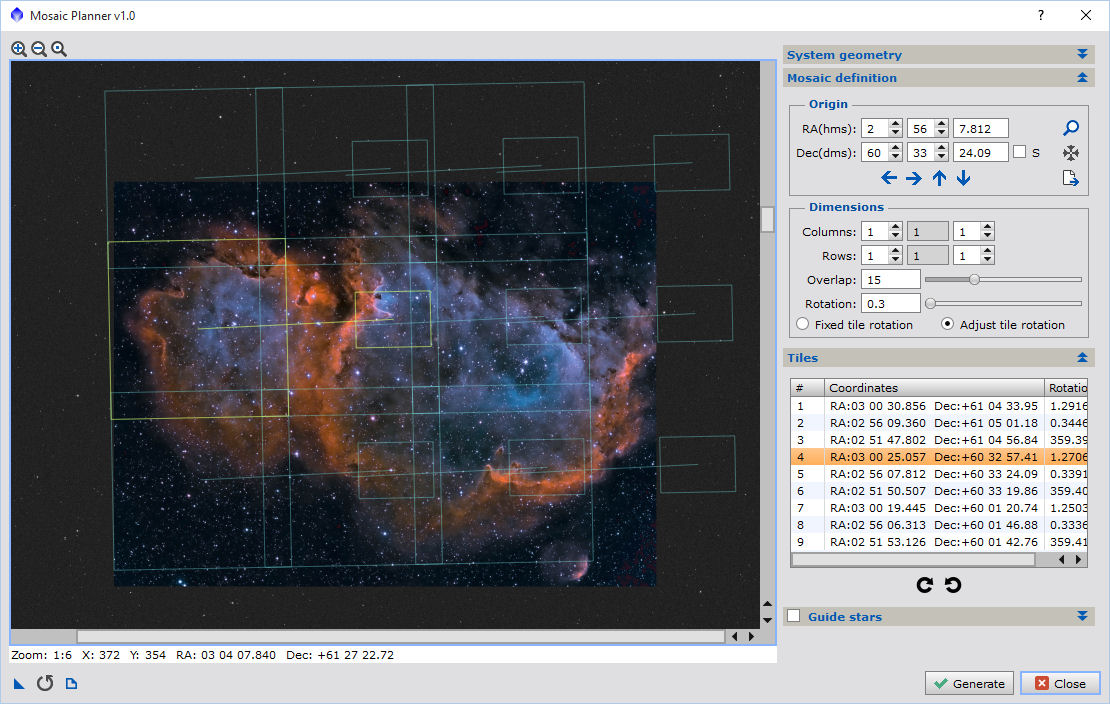 Mosaic Planner v1.0
?
System geometry
Mosaic definition
Origin
RA(hms): 2 56 7.812
Dec(dms): 60 33 24.09 S
Dimensions
Columns: 1 1 1
Rows: 1 1 1
Overlap: 15
Rotation: 0.3
Fixed tile rotation Adjust tile rotation
Tiles
# Coordinates Rotatio
1 RA:03 00 30.856 Dec:+61 04 33.95 1.2916
2 RA:02 56 09.360 Dec:+61 05 01.18 0.3446
3 RA:02 51 47.802 Dec:+61 04 56.84 359.39
4 RA:03 00 25.057 Dec:+60 32 57.41 1.2706
5 RA:02 56 07.812 Dec:+60 33 24.09 0.3391
6 RA:02 51 50.507 Dec:+60 33 19.86 359.40
7 RA:03 00 19.445 Dec:+60 01 20.74 1.2503
8 RA:02 56 06.313 Dec:+60 01 46.88 0.3336
9 RA:02 51 53.126 Dec:+60 01 42.76 359.41
Guide stars
Zoom: 1:6 X: 372 Y: 354 RA: 03 04 07.840 Dec: +61 27 22.72
Generate Close